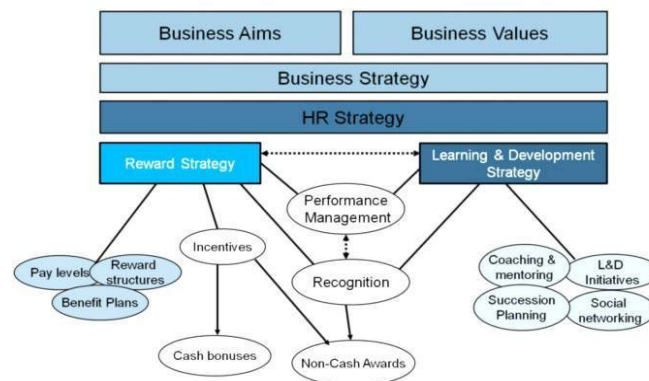 Business Aims
Business Values
Business Strategy
HR Strategy
Reward Strategy
Learning & Development
Strategy
Performance
Management
Incentives
Pay levels
Reward
structures
Benefit Plans
Recognition
Coaching &
mentoring
L&D
Initiatives
Succession
Planning
Social
networking
Cash bonuses
Non-Cash Awards